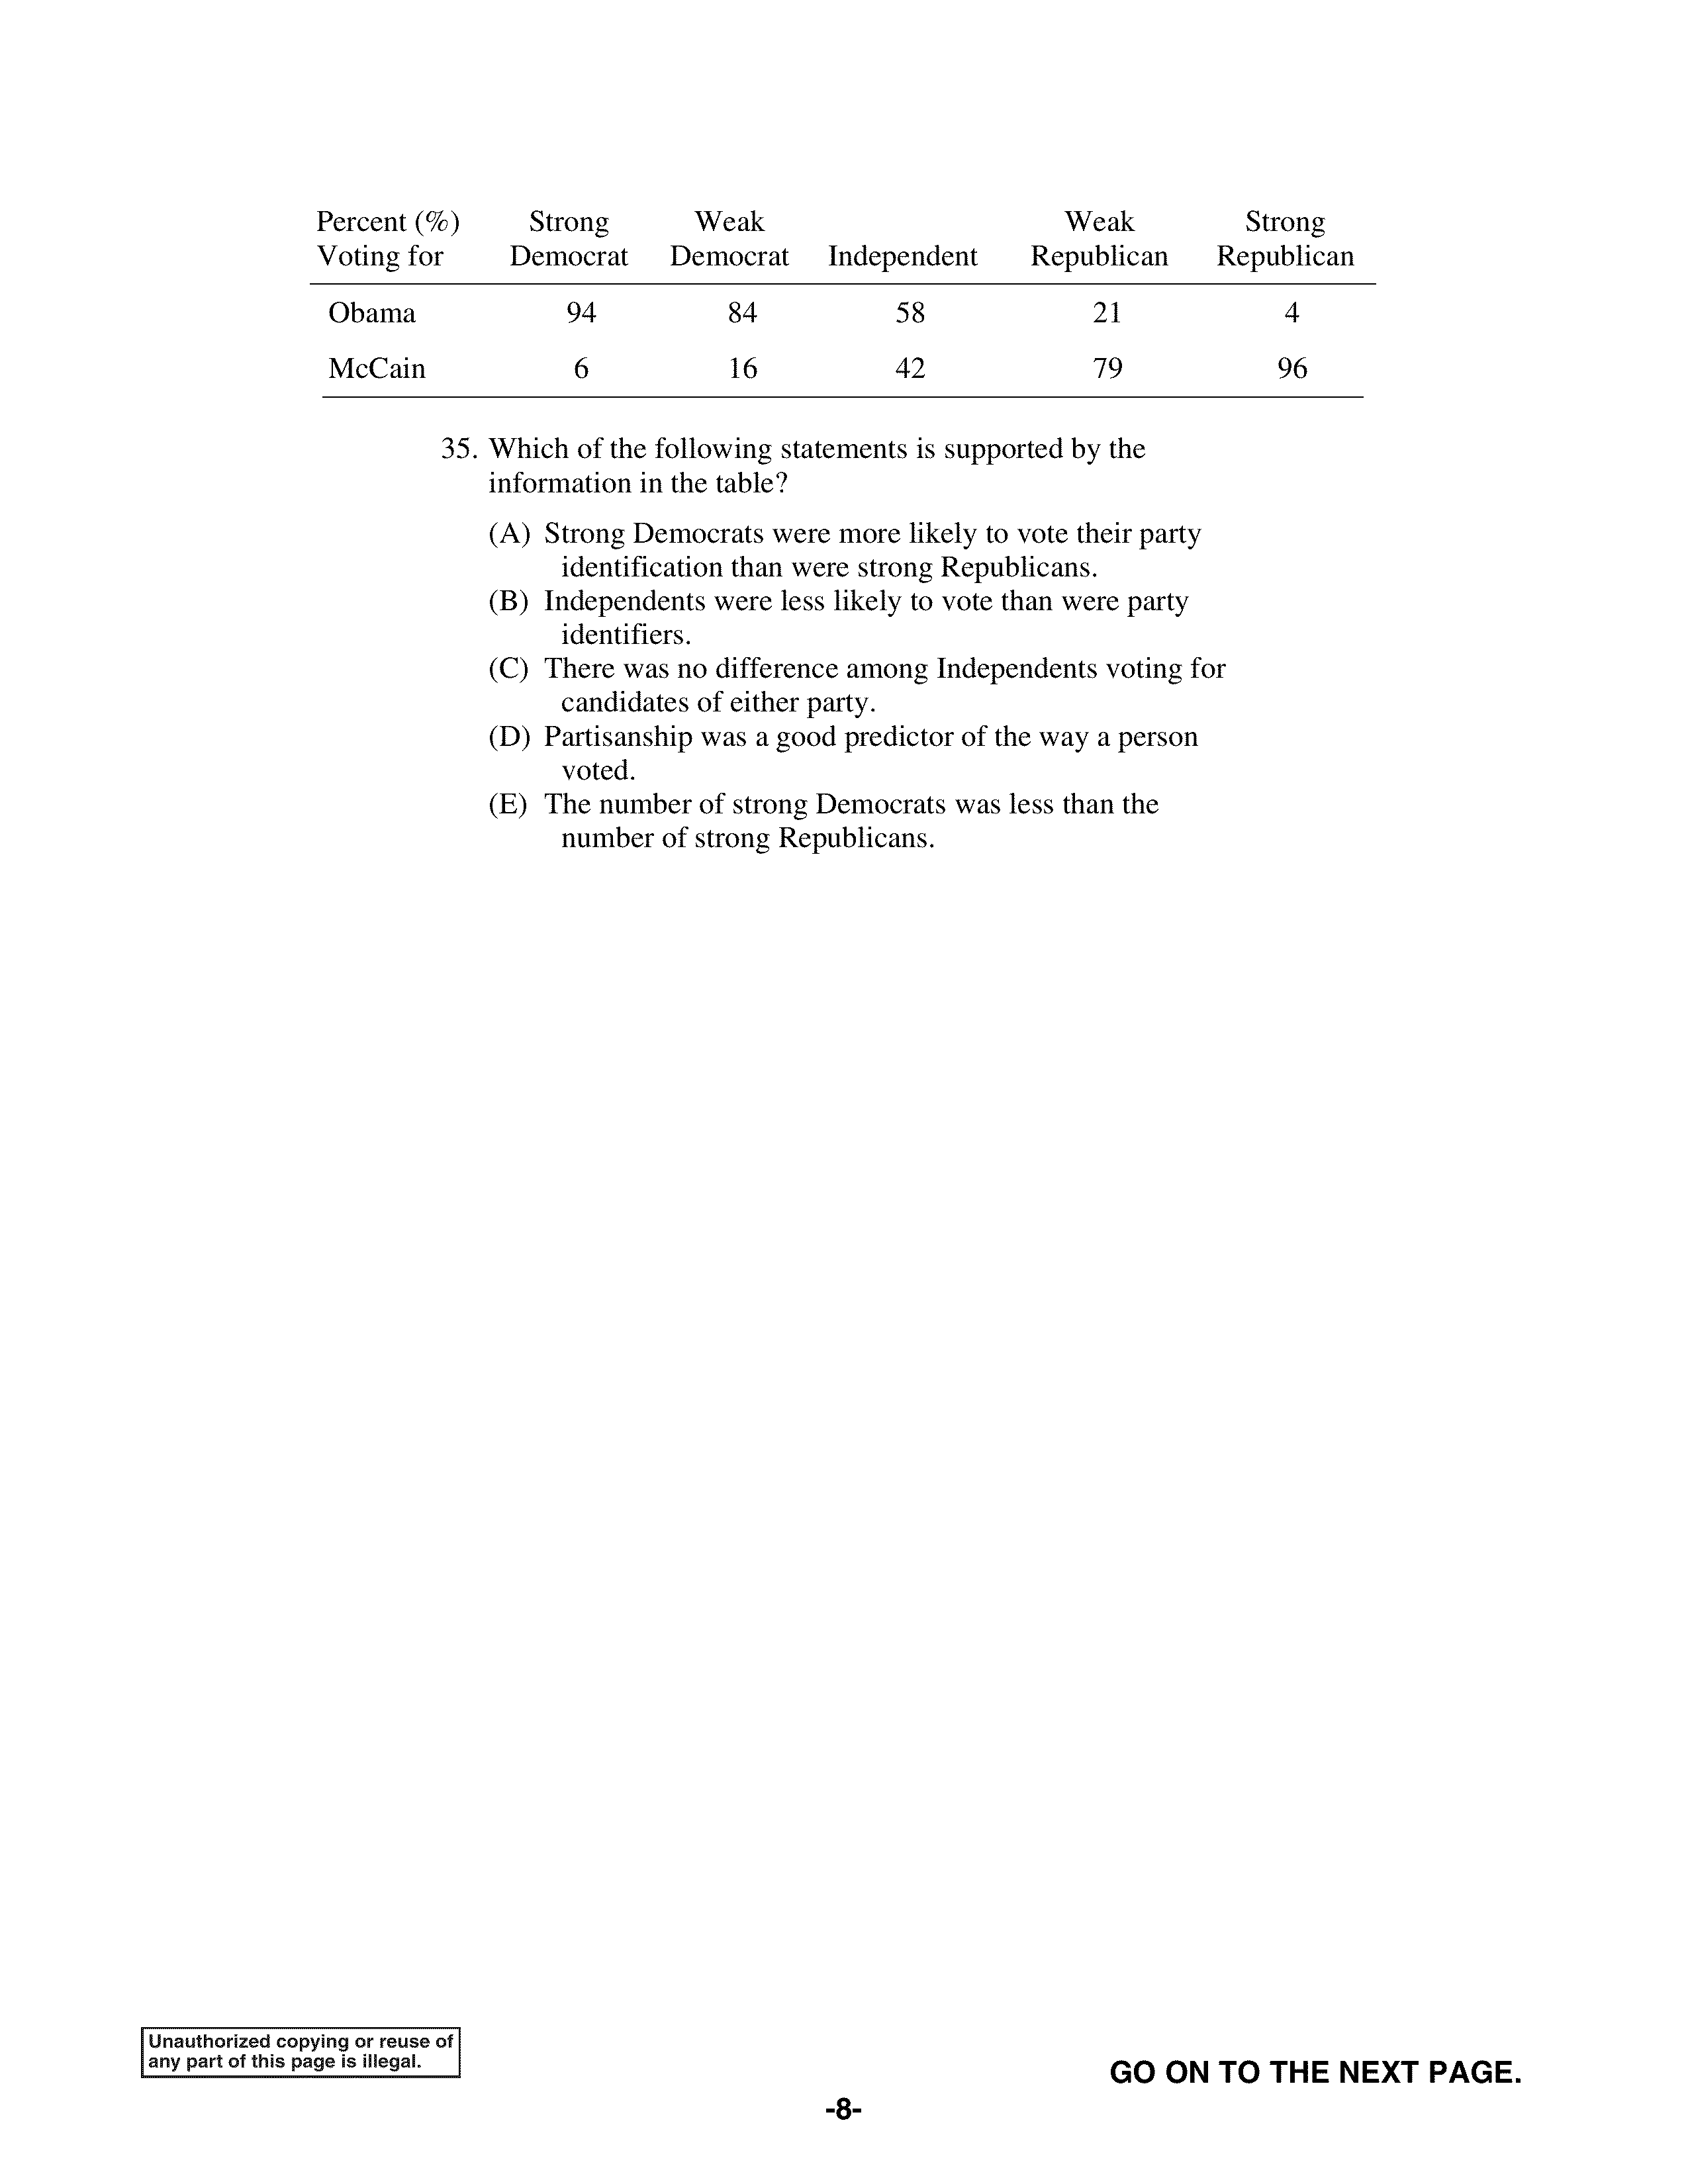 Percent (%) Strong Weak Weak Strong
Voting for Democrat Democrat Independent Republican Republican
Obama 94 84 58 21 4
McCain 6 16 42 79 96
35. Which of the following statements is supported by the
information in the table?
(A) Strong Democrats were more likely to vote their party
identification than were strong Republicans.
(B) Independents were less likely to vote than were party
identifiers.
(C) There was no difference among Independents voting for
candidates of either party.
(D) Partisanship was a good predictor of the way a person
voted.
(E) The number of strong Democrats was less than the
number of strong Republicans.
Unauthorized copying or reuse of
any part of this page is illegal.
GO ON TO THE NEXT PAGE.
-8-